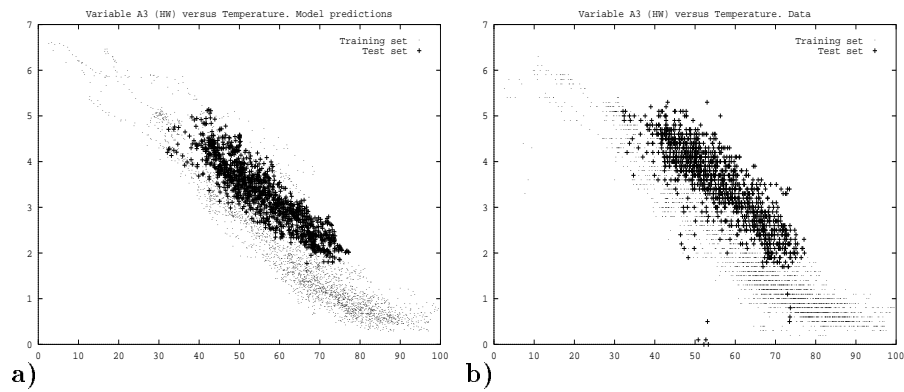 Variable A3 (HW) versus Temperature. Model predictions
7
6
5
4
3
2
1
0
0 10 20 30 40 50 60 70 80 90 100
Training set
Test set
a)
Variable A3 (HW) versus Temperature. Data
7
6
5
4
3
2
1
0
0 10 20 30 40 50 60 70 80 90 100
Training set
Test set
b)